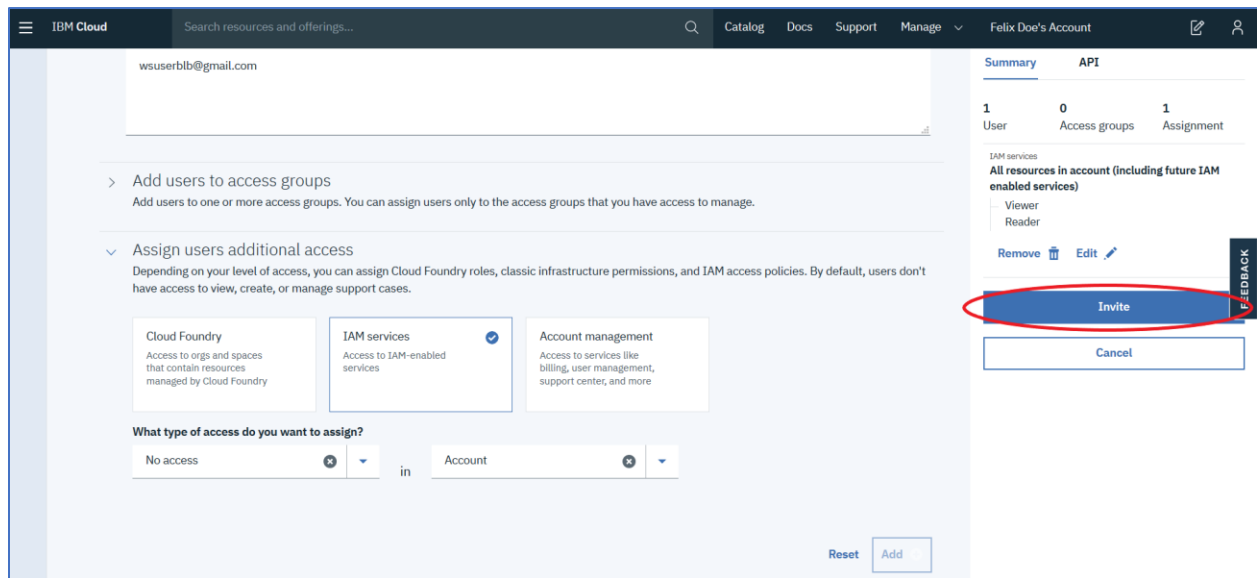 IBM Cloud
Search resources and offerings...
Catalog
Docs
Support
Manage
Felix Doe's Account
wsuserblb@gmail.com
Add users to access groups
Add users to one or more access groups. You can assign users only to the access groups that you have access to manage.
Assign users additional access
Depending on your level of access, you can assign Cloud Foundry roles, classic infrastructure permissions, and IAM access policies. By default, users don't
have access to view, create, or manage support cases.
Cloud Foundry
Access to orgs and spaces
that contain resources
managed by Cloud Foundry
IAM services
Access to IAM-enabled
services
Account management
Access to services like
billing, user management,
support center, and more
What type of access do you want to assign?
No access
in
Account
Reset
Add
Summary
API
1
User
0
Access groups
1
Assignment
IAM services
All resources in account (including future IAM
enabled services)
Viewer
Reader
Remove
Edit
Invite
Cancel
FEEDBACK